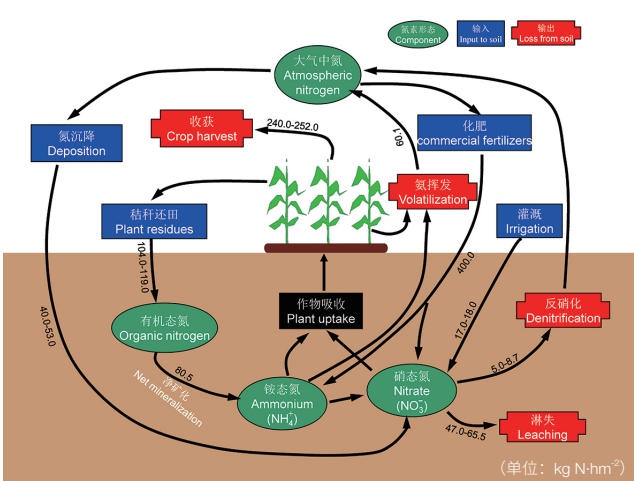 氮素形态
Component
输入
Input to soil
输出
Loss from soil
大气中氮
Atmospheric
nitrogen
收获
Crop harvest
240.0-252.0
60.1
化肥
commercial fertilizers
氮沉降
Deposition
秸秆还田
Plant residues
氨挥发
Volatilization
灌溉
Irrigation
104.0-119.0
400.0
40.0-53.0
作物吸收
Plant uptake
17.0-18.0
反硝化
Denitrification
有机态氮
Organic nitrogen
80.5
净矿化
Net mineralization
铵态氮
Ammonium
(NH₄⁺)
硝态氮
Nitrate
(NO₃⁻)
5.0-8.7
47.0-65.5
淋失
Leaching
（单位：kg N·hm⁻²）